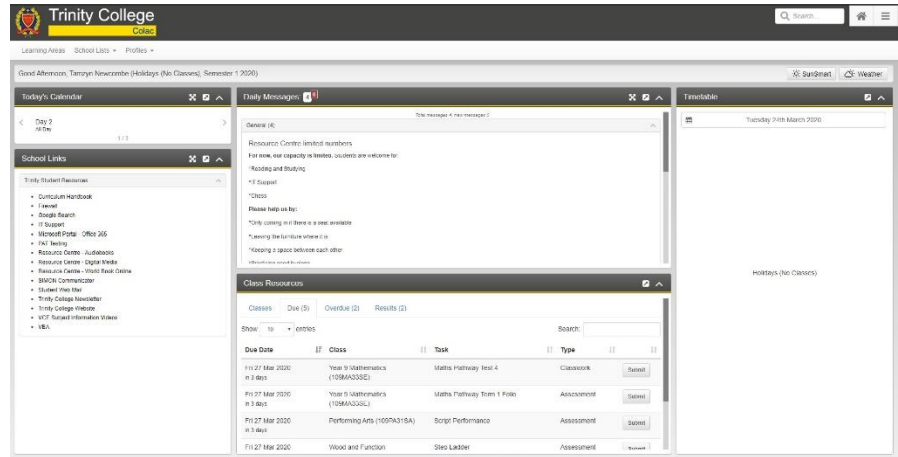 Trinity College
Colac
Search...
Learning Areas School Lists Profiles
Good Afternoon, Tamzyn Newcombe (Holidays (No Classes), Semester 1 2020)
SunSmart Weather
Today's Calendar
Day 2
All Day
1 / 3
School Links
Trinity Student Resources
Curriculum Handbook
Firewall
Google Search
IT Support
Microsoft Portal - Office 365
PAT Testing
Resource Centre - Audiobooks
Resource Centre - Digital Media
Resource Centre - World Book Online
SIMON Communicator
Student Web Mail
Trinity College Newsletter
Trinity College Website
VCE Subject Information Videos
Daily Messages 4
General (4)
Resource Centre limited numbers
For now, our capacity is limited. Students are welcome for:
*Reading and Studying
*IT Support
*Chess
Please help us by:
*Only coming in if there is a seat available
*Leaving the furniture where it is
*Keeping a space between each other
Class Resources
Classes Due (5) Overdue (2) Results (2)
Show 10 entries Search:
Due Date Class Task Type
Fri 27 Mar 2020 Year 9 Mathematics Maths Pathway Test 4 Classwork Submit
in 3 days (109MA33SE)
Fri 27 Mar 2020 Year 9 Mathematics Maths Pathway Term 1 Folio Assessment Submit
in 3 days (109MA33SE)
Fri 27 Mar 2020 Performing Arts (109PA31SA) Script Performance Assessment Submit
in 3 days
Fri 27 Mar 2020 Wood and Function Step Ladder Assessment Submit
Timetable
Tuesday 24th March 2020
Holidays (No Classes)